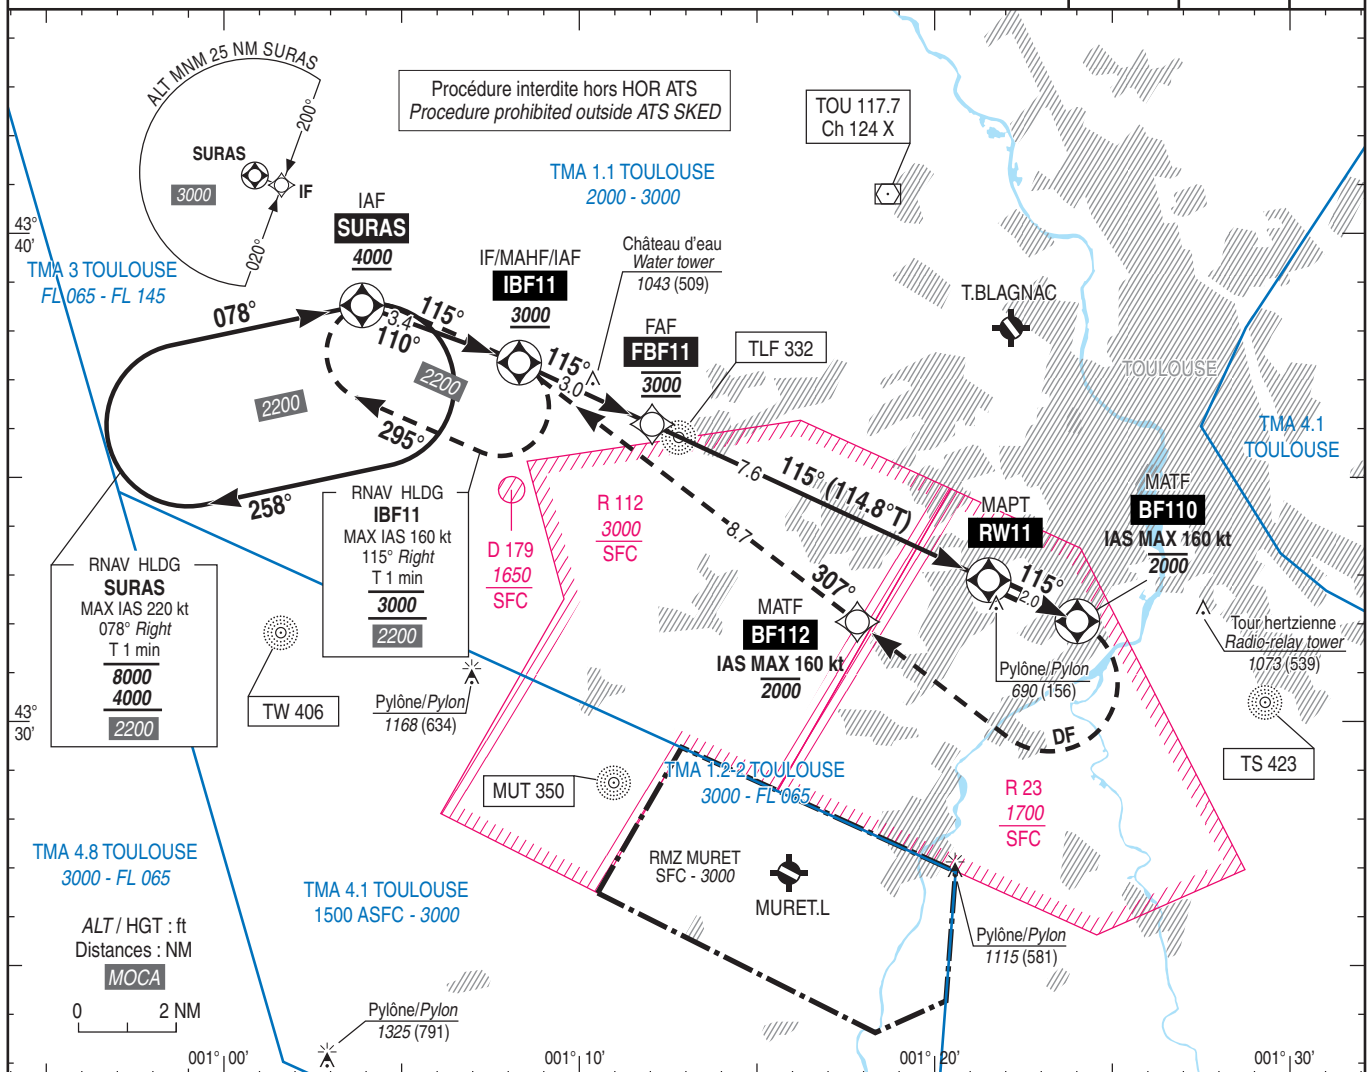 ALT MNM 25 NM SURAS
200°
SURAS
3000
IF
020°
Procédure interdite hors HOR ATS
Procedure prohibited outside ATS SKED
TOU 117.7
Ch 124 X
TMA 1.1 TOULOUSE
2000 - 3000
43°
40'
TMA 3 TOULOUSE
FL 065 - FL 145
IAF
SURAS
4000
IF/MAHF/IAF
IBF11
3000
Château d'eau
Water tower
1043 (509)
T.BLAGNAC
FAF
FBF11
3000
TLF 332
TOULOUSE
TMA 4.1
TOULOUSE
078°
3.4
115°
110°
115°
3.0
2200
2200
295°
258°
7.6
115° (114.8°T)
8.7
307°
MAPT
RW11
115°
2.0
MATF
BF110
IAS MAX 160 kt
2000
RNAV HLDG
IBF11
MAX IAS 160 kt
115° Right
T 1 min
3000
2200
D 179
1650
SFC
R 112
3000
SFC
RNAV HLDG
SURAS
MAX IAS 220 kt
078° Right
T 1 min
8000
4000
2200
MATF
BF112
IAS MAX 160 kt
2000
Pylône/Pylon
690 (156)
Tour hertzienne
Radio-relay tower
1073 (539)
TW 406
Pylône/Pylon
1168 (634)
43°
30'
DF
TS 423
MUT 350
TMA 1.2-2 TOULOUSE
3000 - FL 065
R 23
1700
SFC
TMA 4.8 TOULOUSE
3000 - FL 065
TMA 4.1 TOULOUSE
1500 ASFC - 3000
RMZ MURET
SFC - 3000
MURET.L
Pylône/Pylon
1115 (581)
ALT / HGT : ft
Distances : NM
MOCA
0 2 NM
Pylône/Pylon
1325 (791)
001° 00'
001° 10'
001° 20'
001° 30'